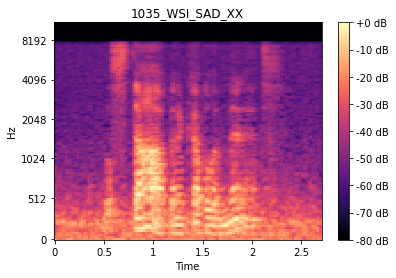 1035_WSI_SAD_XX
+0 dB
8192
-10 dB
4096
-20 dB
-30 dB
2048
Hz
-40 dB
1024
-50 dB
512
-60 dB
-70 dB
0
-80 dB
0 0.5 1 1.5 2 2.5
Time